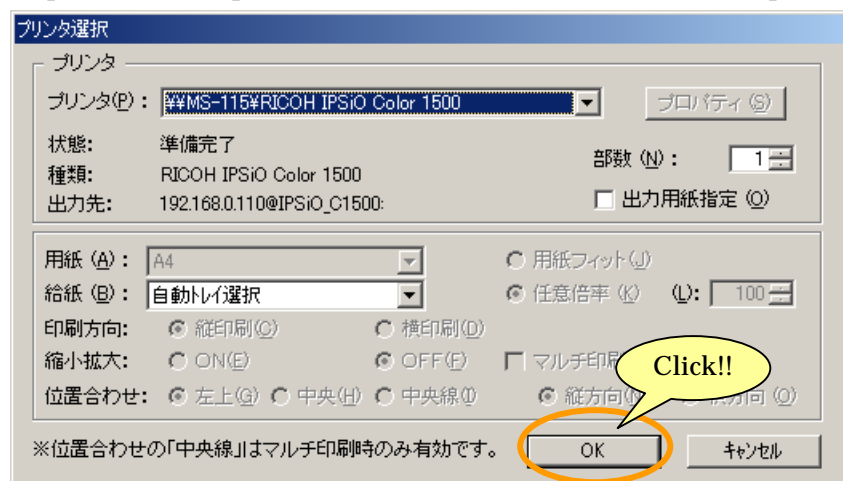 プリンタ選択
プリンタ
プリンタ(P): ¥¥MS-115¥RICOH IPSiO Color 1500 プロパティ(S)
状態: 準備完了
部数(N): 1
種類: RICOH IPSiO Color 1500
出力先: 192.168.0.110@IPSiO_C1500: 出力用紙指定(O)
用紙(A): A4 用紙フィット(J)
給紙(B): 自動トレイ選択 任意倍率(K) (L): 100
印刷方向: 縦印刷(C) 横印刷(D)
縮小拡大: ON(E) OFF(F) マルチ印刷
Click!!
位置合わせ: 左上(G) 中央(H) 中央線(I) 縦方向(N) 方向(O)
※位置合わせの「中央線」はマルチ印刷時のみ有効です。 OK キャンセル